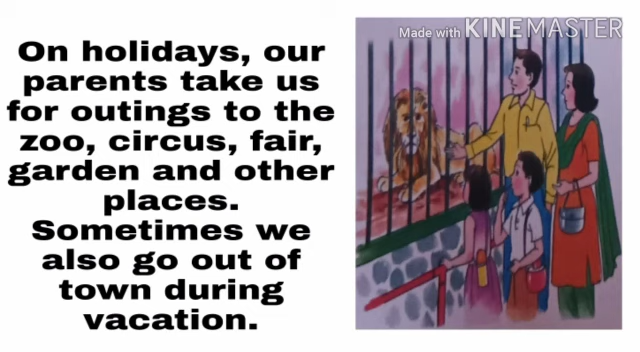 Made with KINEMASTER
On holidays, our
parents take us
for outings to the
zoo, circus, fair,
garden and other
places.
Sometimes we
also go out of
town during
vacation.